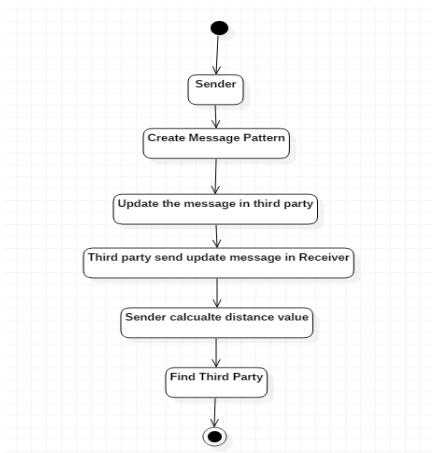 Sender
Create Message Pattern
Update the message in third party
Third party send update message in Receiver
Sender calcualte distance value
Find Third Party